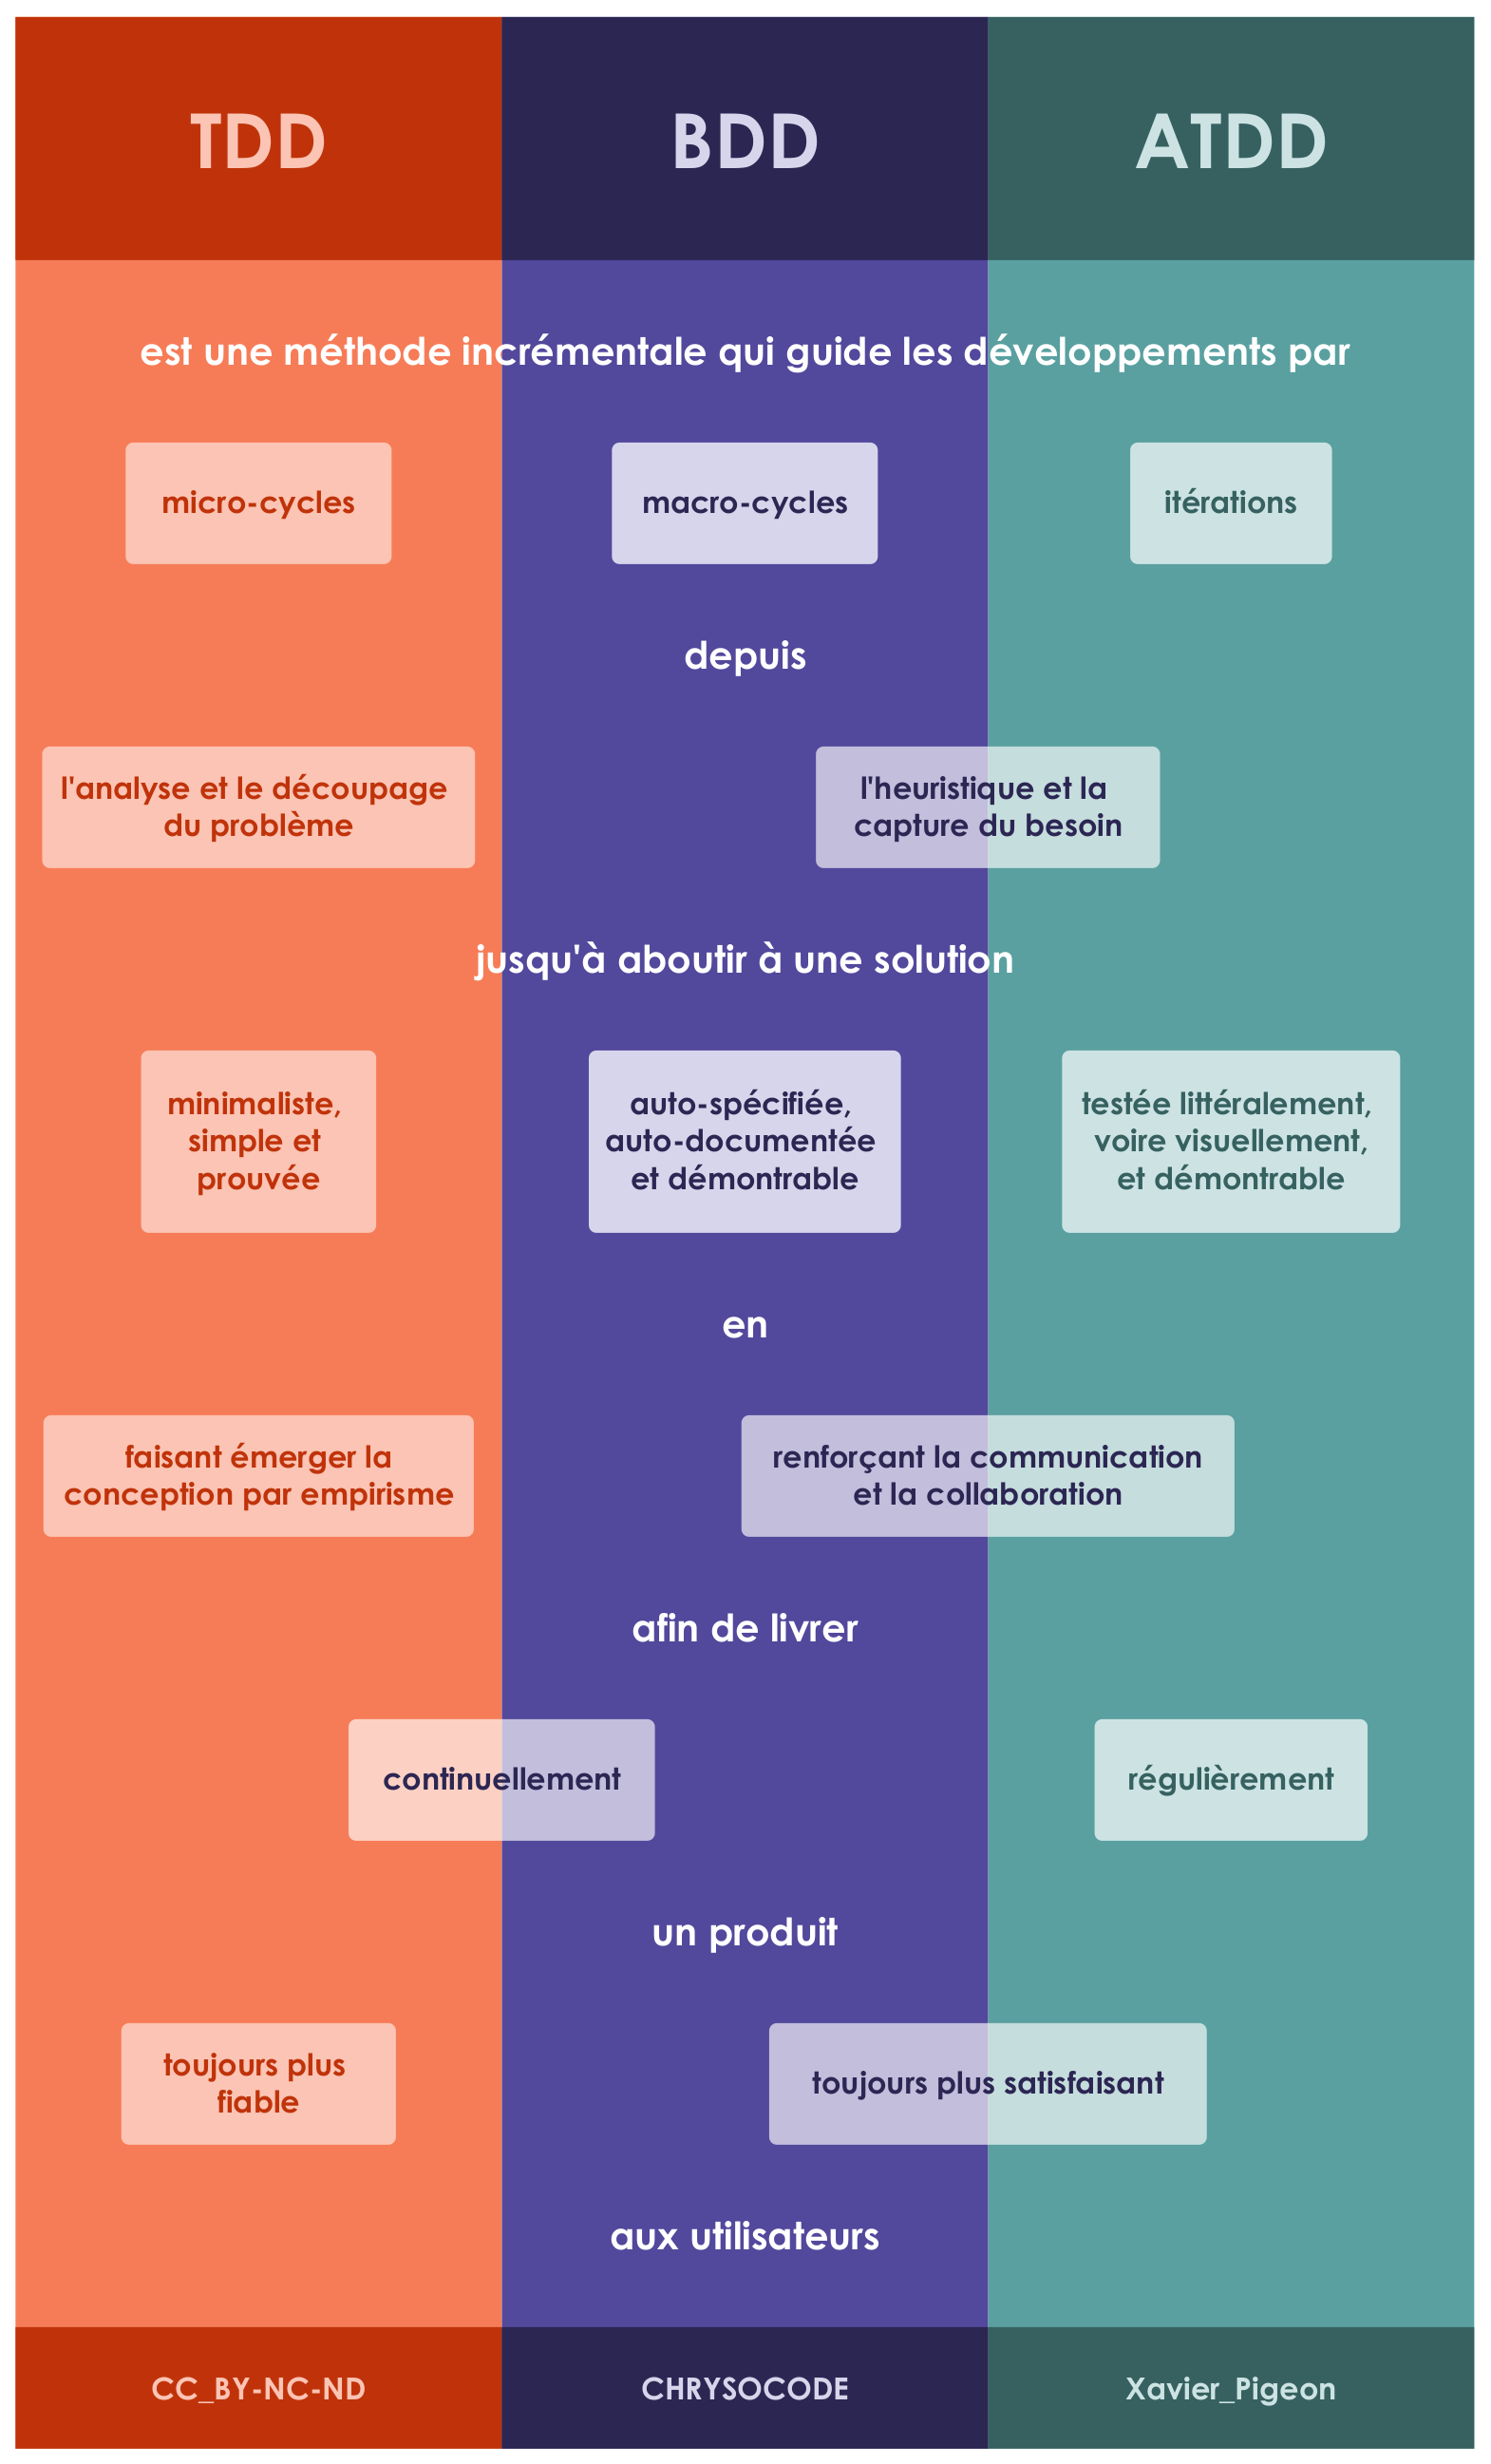 TDD
BDD
ATDD
est une méthode incrémentale qui guide les développements par
micro-cycles
macro-cycles
itérations
depuis
l'analyse et le découpage
du problème
l'heuristique et la
capture du besoin
jusqu'à aboutir à une solution
minimaliste,
simple et
prouvée
auto-spécifiée,
auto-documentée
et démontrable
testée littéralement,
voire visuellement,
et démontrable
en
faisant émerger la
conception par empirisme
renforçant la communication
et la collaboration
afin de livrer
continuellement
régulièrement
un produit
toujours plus
fiable
toujours plus satisfaisant
aux utilisateurs
CC_BY-NC-ND
CHRYSOCODE
Xavier_Pigeon